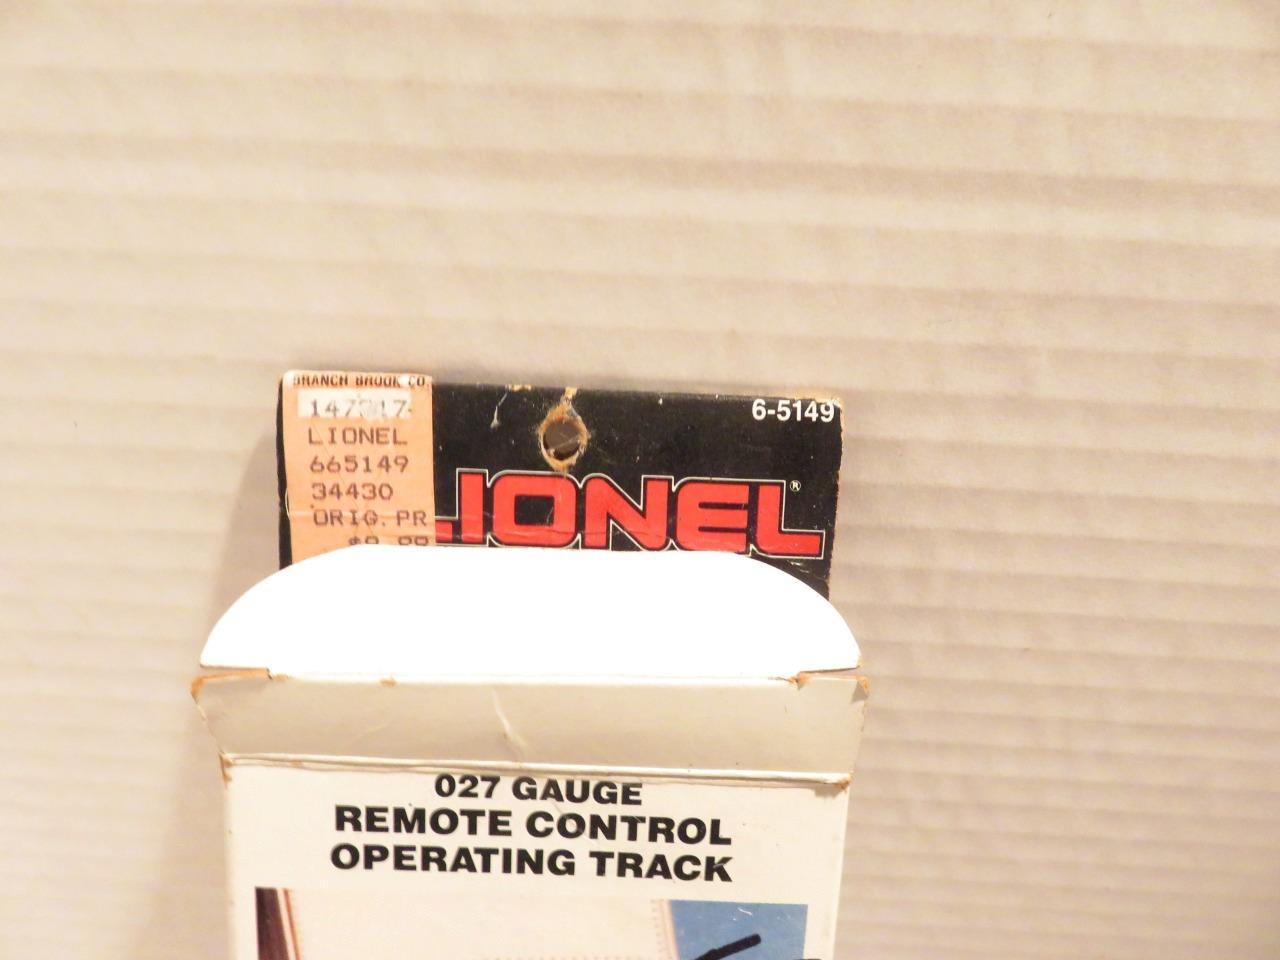 BRANCH BROOK CO
LIONEL
665149
34430
ORIG. PR
6-5149
LIONEL®
027 GAUGE
REMOTE CONTROL
OPERATING TRACK